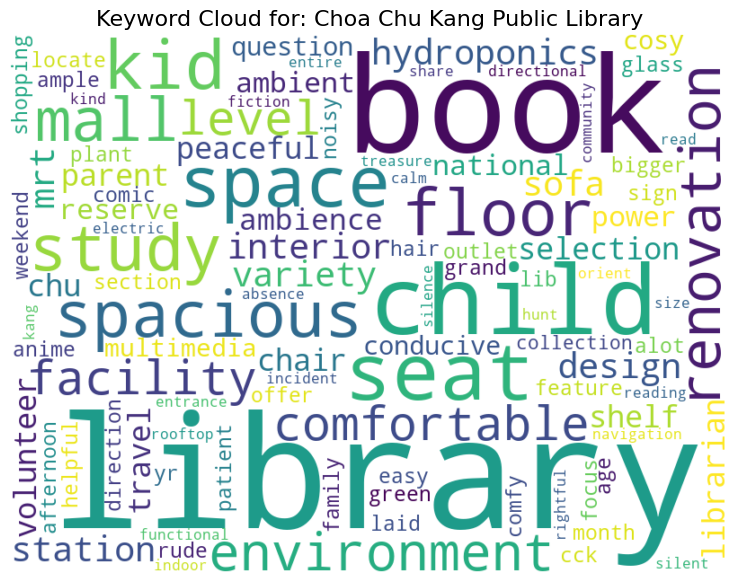 Keyword Cloud for: Choa Chu Kang Public Library
shopping
locate
ample
kind
kid
question
entire
ambient
fiction
hydroponics
share
directional
book
cosy
glass
community
read
renovation
mall
level
peaceful
noisy
mrt
plant
parent
comic
reserve
electric
space
treasure
calm
national
sofa
bigger
sign
power
weekend
study
ambience
floor
interior
hair
outlet
selection
grand
lib
orient
chu
section
variety
absence
silence
child
hunt
size
kang
spacious
anime
multimedia
chair
conducive
collection
alot
design
facility
incident
offer
seat
feature
reading
volunteer
entrance
comfortable
shelf
navigation
librarian
afternoon
helpful
direction
travel
rooftop
patient
library
yr
family
easy
green
laid
comfy
rightful
focus
age
month
station
functional
rude
indoor
environment
cck
silent